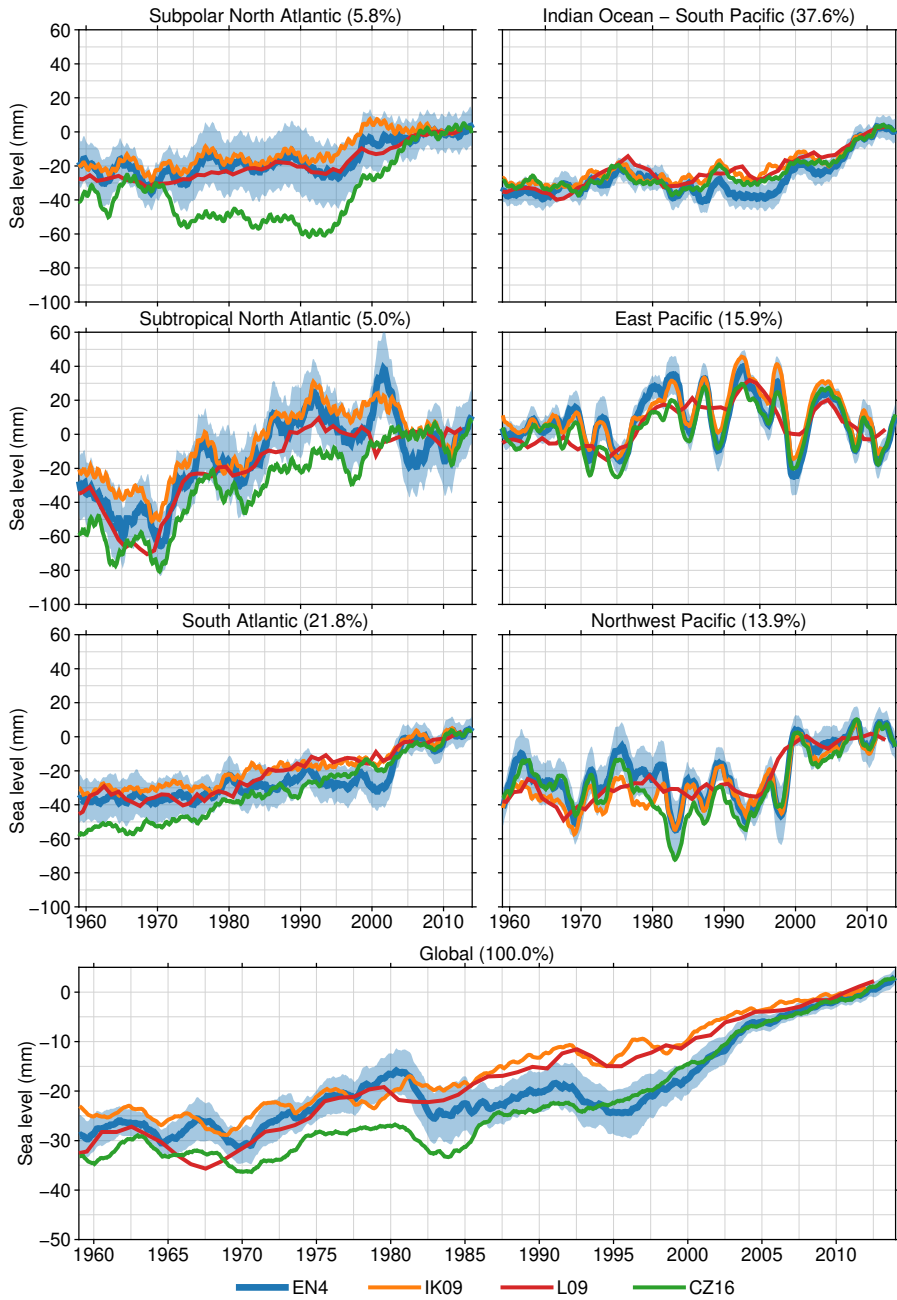 Subpolar North Atlantic (5.8%)
Indian Ocean − South Pacific (37.6%)
60
40
20
0
−20
−40
−60
−80
−100
Sea level (mm)
Subtropical North Atlantic (5.0%)
East Pacific (15.9%)
60
40
20
0
−20
−40
−60
−80
−100
Sea level (mm)
South Atlantic (21.8%)
Northwest Pacific (13.9%)
60
40
20
0
−20
−40
−60
−80
−100
Sea level (mm)
1960 1970 1980 1990 2000 2010
1960 1970 1980 1990 2000 2010
Global (100.0%)
0
−10
−20
−30
−40
−50
Sea level (mm)
1960 1965 1970 1975 1980 1985 1990 1995 2000 2005 2010
EN4 IK09 L09 CZ16